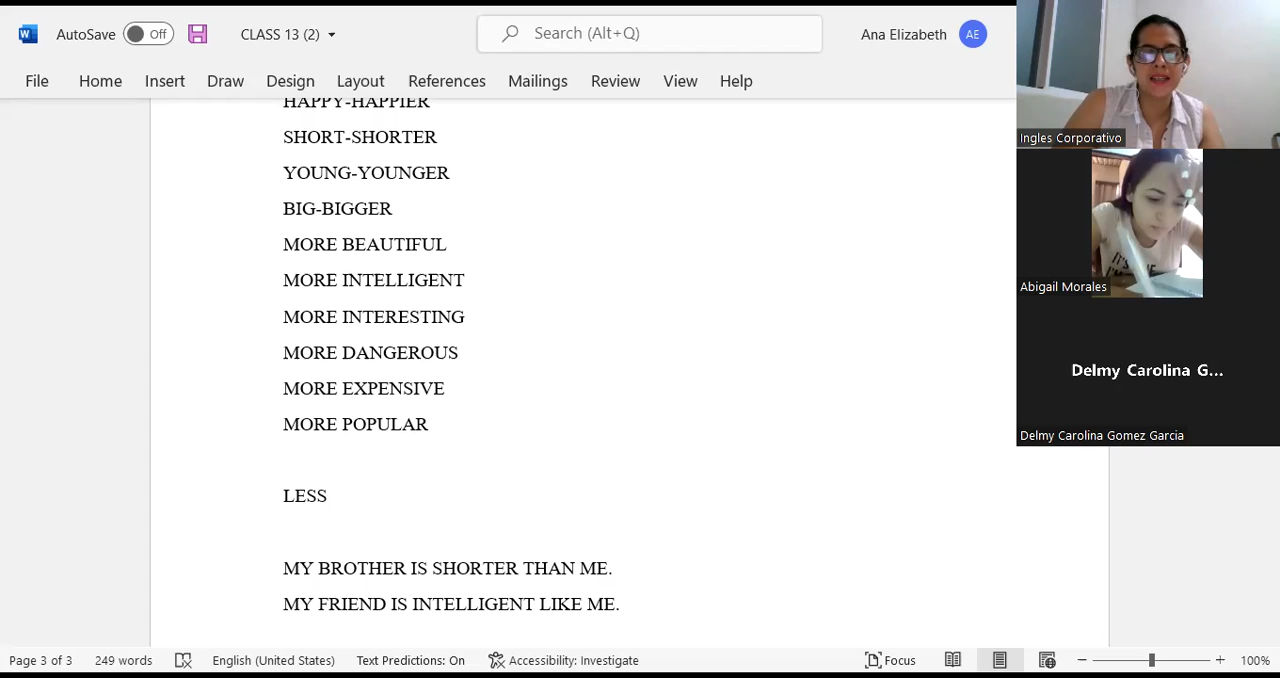 AutoSave Off CLASS 13 (2) Search (Alt+Q) Ana Elizabeth AE
File Home Insert Draw Design Layout References Mailings Review View Help
HAPPY-HAPPIER
SHORT-SHORTER
YOUNG-YOUNGER
BIG-BIGGER
MORE BEAUTIFUL
MORE INTELLIGENT
MORE INTERESTING
MORE DANGEROUS
MORE EXPENSIVE
MORE POPULAR
LESS
MY BROTHER IS SHORTER THAN ME.
MY FRIEND IS INTELLIGENT LIKE ME.
Page 3 of 3 249 words English (United States) Text Predictions: On Accessibility: Investigate Focus 100%
Ingles Corporativo
Abigail Morales
Delmy Carolina G...
Delmy Carolina Gomez Garcia